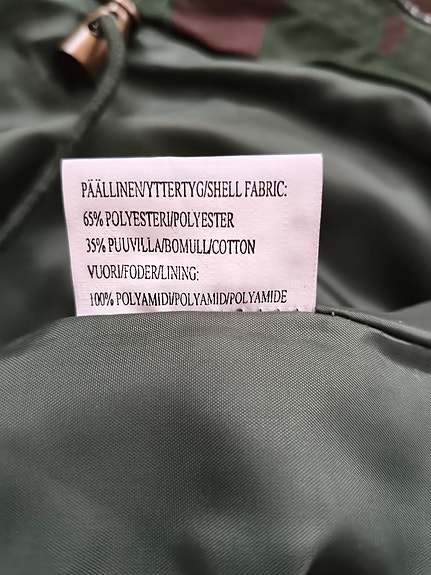 PÄÄLLINEN/YTTERTYG/SHELL FABRIC:
65% POLYESTERI/POLYESTER
35% PUUVILLA/BOMULL/COTTON
VUORI/FODER/LINING:
100% POLYAMIDI/POLYAMID/POLYAMIDE